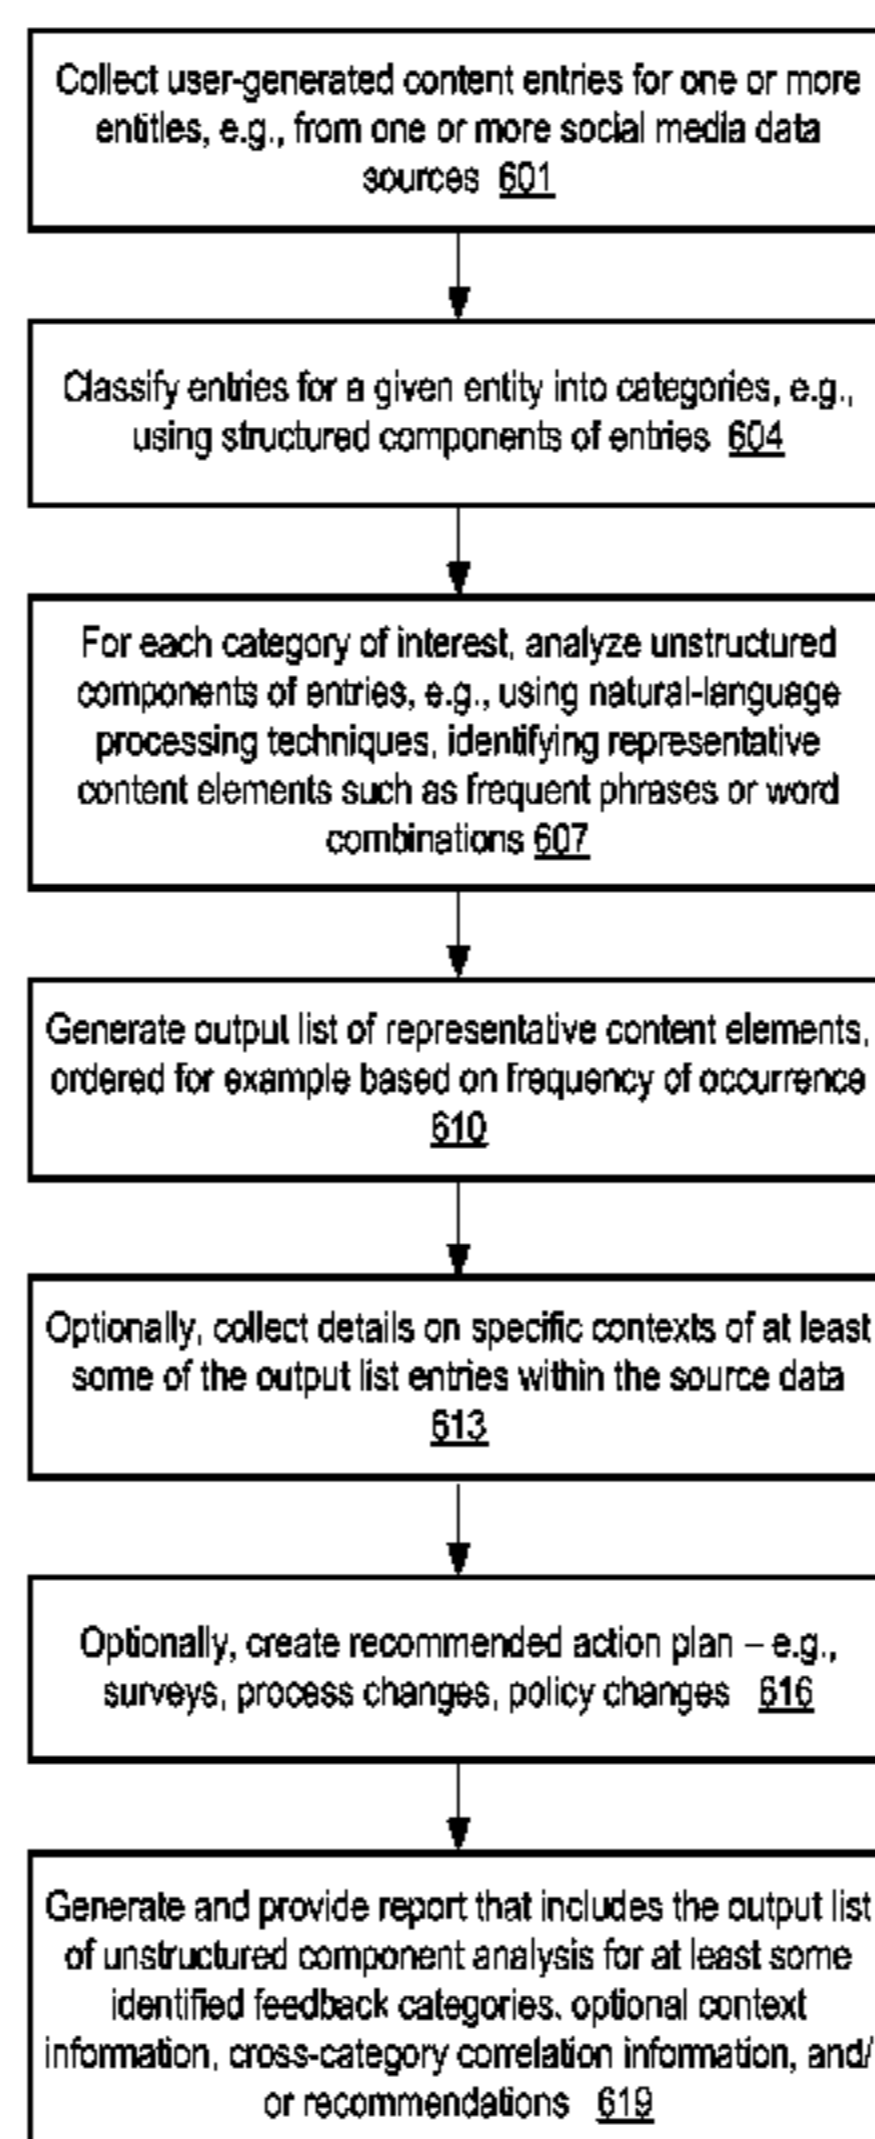 Collect user-generated content entries for one or more
entitles, e.g., from one or more social media data
sources 601
Classify entries for a given entity into categories, e.g.,
using structured components of entries 604
For each category of interest, analyze unstructured
components of entries, e.g., using natural-language
processing techniques, identifying representative
content elements such as frequent phrases or word
combinations 607
Generate output list of representative content elements,
ordered for example based on frequency of occurrence
610
Optionally, collect details on specific contexts of at least
some of the output list entries within the source data
613
Optionally, create recommended action plan – e.g.,
surveys, process changes, policy changes 616
Generate and provide report that includes the output list
of unstructured component analysis for at least some
identified feedback categories, optional context
information, cross-category correlation information, and/
or recommendations 619